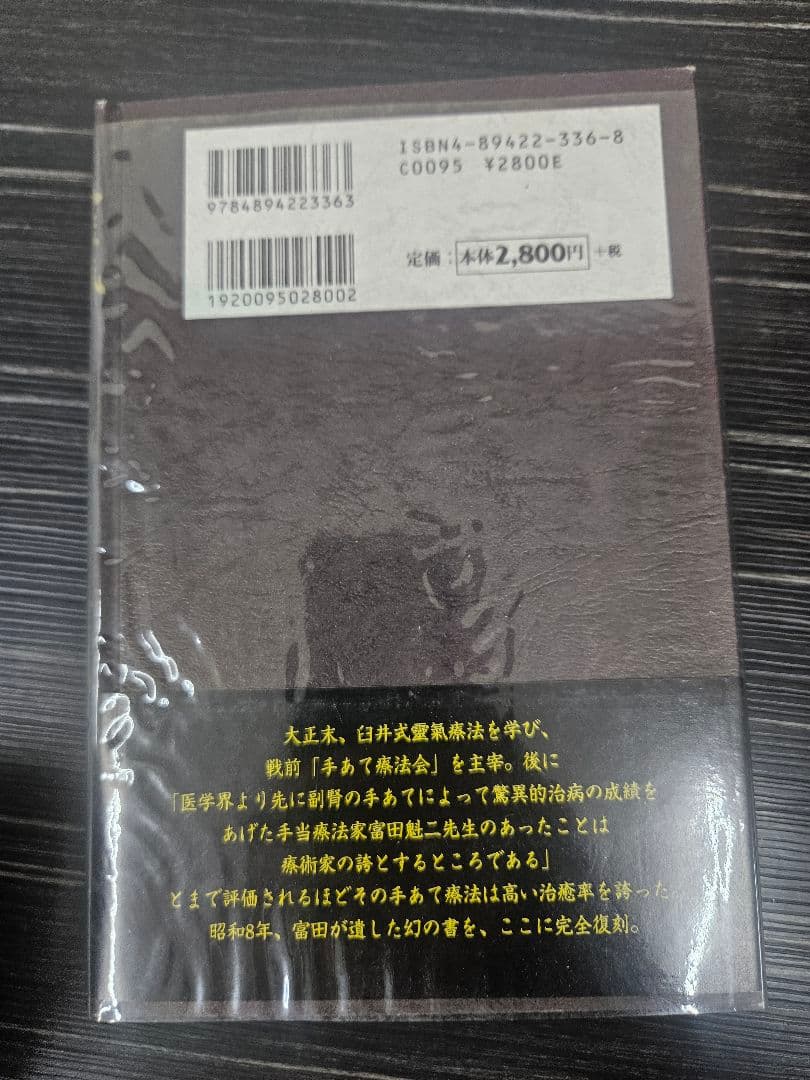 ISBN4-89422-336-8
C0095 ¥2800E
9784894223363
定価：本体2,800円+税
1920095028002
大正末、臼井式靈氣療法を学び、
戦前「手あて療法会」を主宰。後に
「医学界より先に副腎の手あてによって驚異的治病の成績を
あげた手当療法家富田魁二先生のあったことは
療術家の誇とするところである」
とまで評価されるほどその手あて療法は高い治癒率を誇った。
昭和8年、富田が遺した幻の書を、ここに完全復刻。